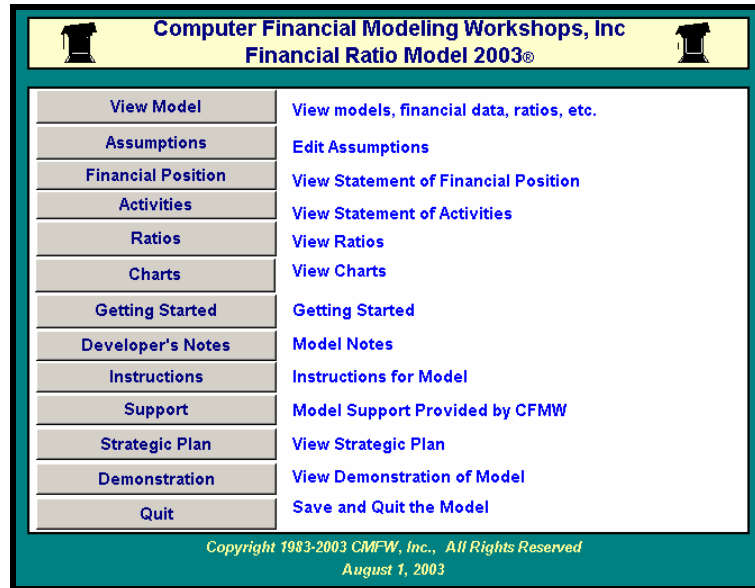 Computer Financial Modeling Workshops, Inc
Financial Ratio Model 2003®
View Model View models, financial data, ratios, etc.
Assumptions Edit Assumptions
Financial Position View Statement of Financial Position
Activities View Statement of Activities
Ratios View Ratios
Charts View Charts
Getting Started Getting Started
Developer's Notes Model Notes
Instructions Instructions for Model
Support Model Support Provided by CFMW
Strategic Plan View Strategic Plan
Demonstration View Demonstration of Model
Quit Save and Quit the Model
Copyright 1983-2003 CMFW, Inc., All Rights Reserved
August 1, 2003